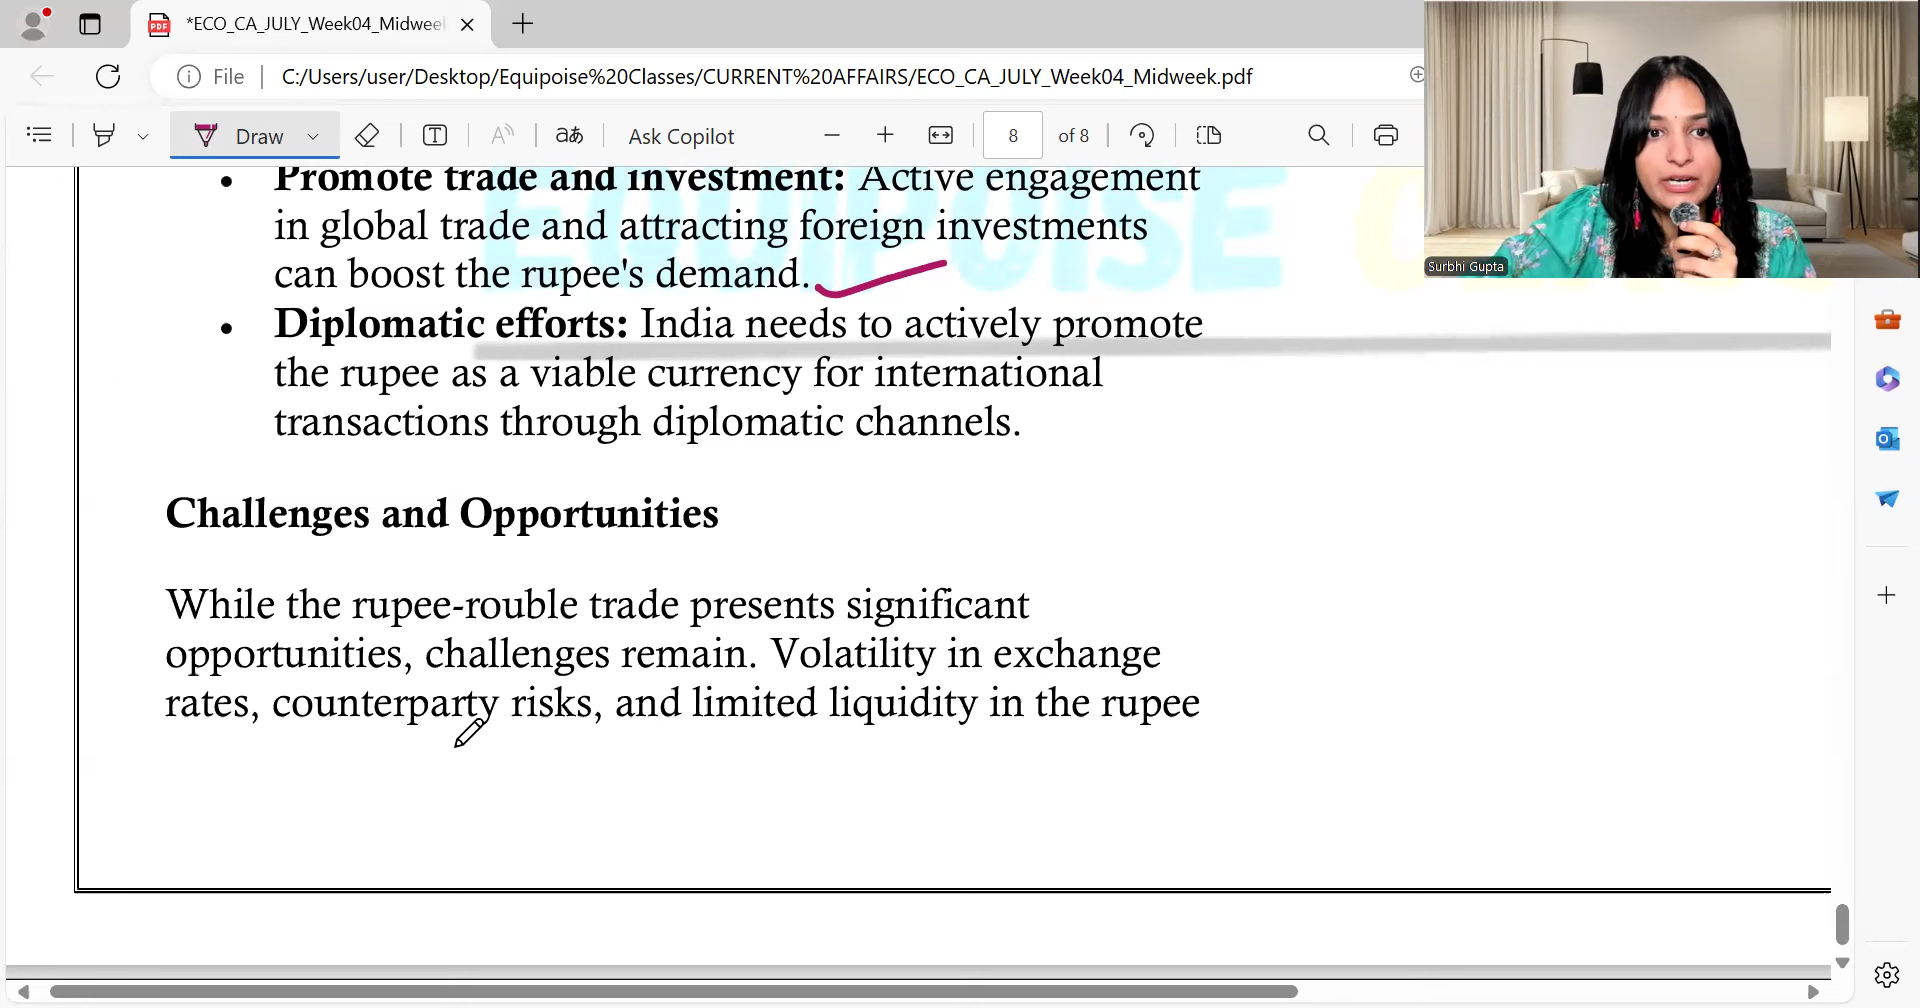 *ECO_CA_JULY_Week04_Midwee
File
C:/Users/user/Desktop/Equipoise%20Classes/CURRENT%20AFFAIRS/ECO_CA_JULY_Week04_Midweek.pdf
Draw
Ask Copilot
8
of 8
Surbhi Gupta
EQUIPOISE
• Promote trade and investment: Active engagement
in global trade and attracting foreign investments
can boost the rupee's demand.
• Diplomatic efforts: India needs to actively promote
the rupee as a viable currency for international
transactions through diplomatic channels.
Challenges and Opportunities
While the rupee-rouble trade presents significant
opportunities, challenges remain. Volatility in exchange
rates, counterparty risks, and limited liquidity in the rupee